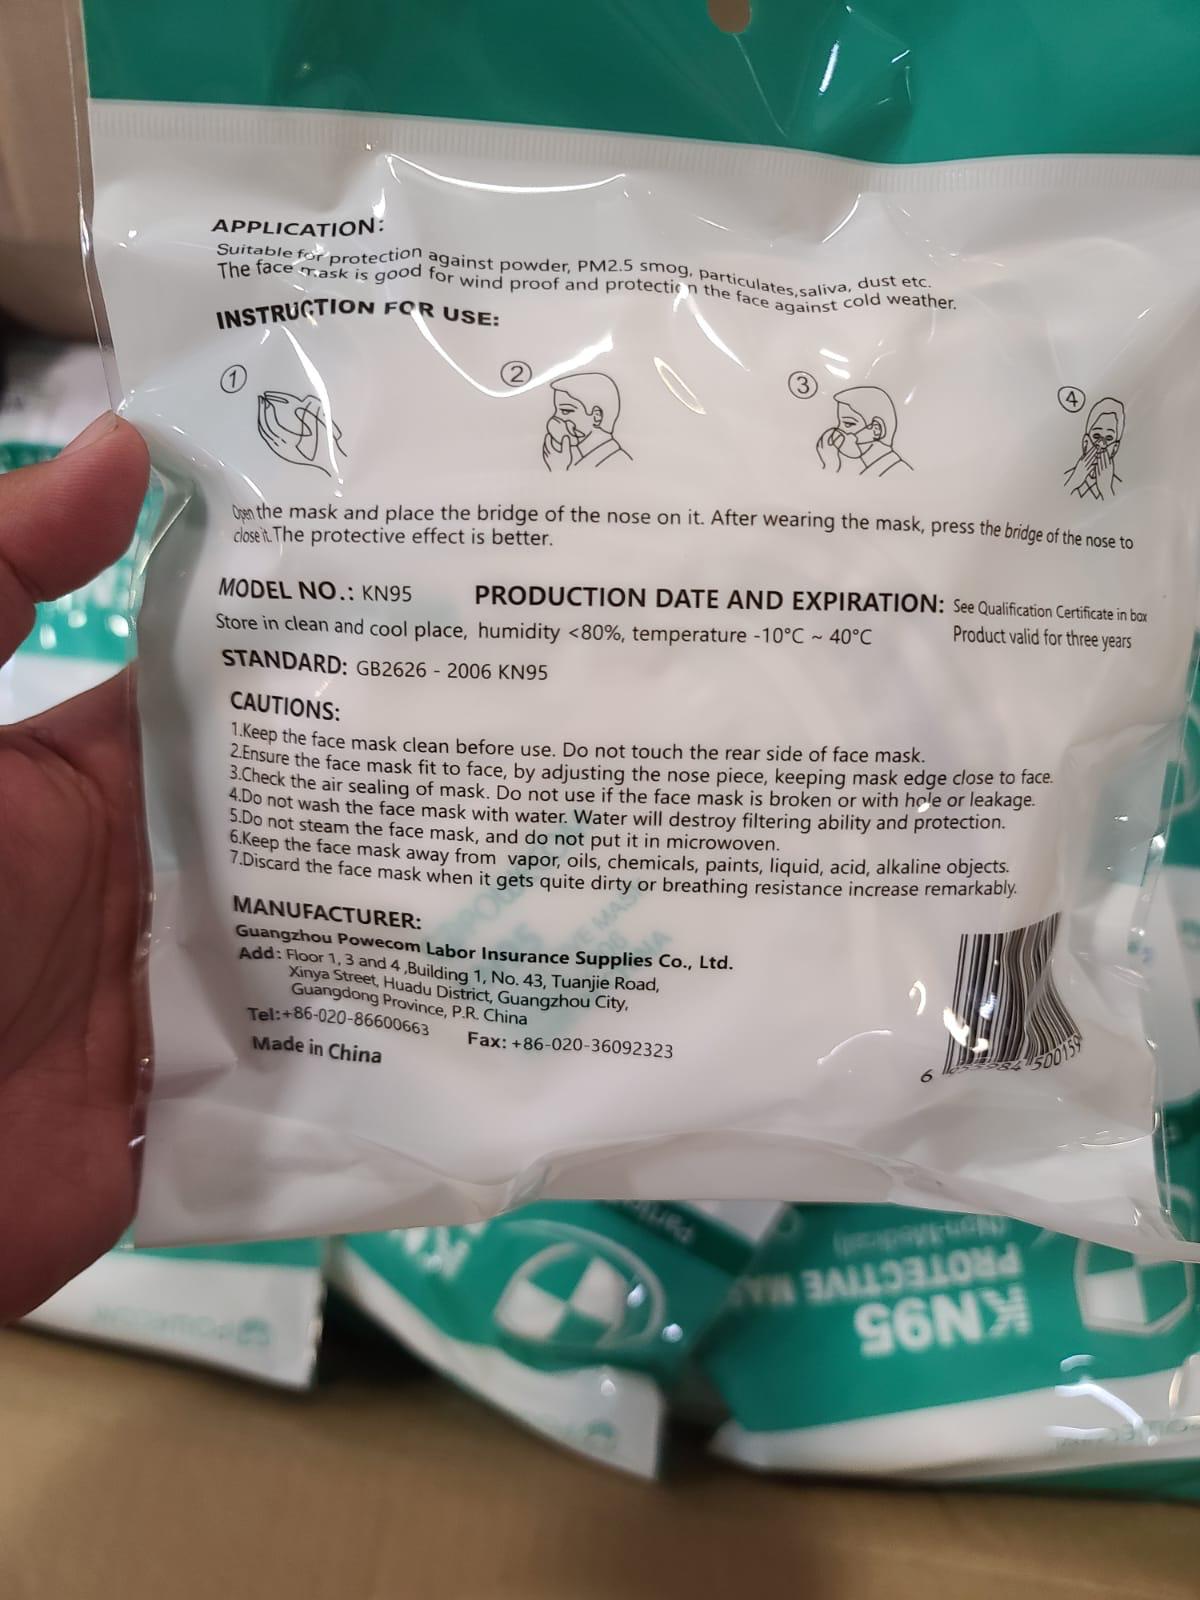 APPLICATION:
Suitable for protection against powder, PM2.5 smog, particulates,saliva, dust etc.
The face mask is good for wind proof and protection the face against cold weather.
INSTRUCTION FOR USE:
1
2
3
4
Open the mask and place the bridge of the nose on it. After wearing the mask, press the bridge of the nose to
close it. The protective effect is better.
MODEL NO.: KN95 PRODUCTION DATE AND EXPIRATION: See Qualification Certificate in box
Store in clean and cool place, humidity <80%, temperature -10°C ~ 40°C Product valid for three years
STANDARD: GB2626 - 2006 KN95
CAUTIONS:
1.Keep the face mask clean before use. Do not touch the rear side of face mask.
2.Ensure the face mask fit to face, by adjusting the nose piece, keeping mask edge close to face.
3.Check the air sealing of mask. Do not use if the face mask is broken or with hole or leakage.
4.Do not wash the face mask with water. Water will destroy filtering ability and protection.
5.Do not steam the face mask, and do not put it in microwoven.
6.Keep the face mask away from vapor, oils, chemicals, paints, liquid, acid, alkaline objects.
7.Discard the face mask when it gets quite dirty or breathing resistance increase remarkably.
MANUFACTURER:
Guangzhou Powecom Labor Insurance Supplies Co., Ltd.
Add: Floor 1, 3 and 4 ,Building 1, No. 43, Tuanjie Road,
Xinya Street, Huadu District, Guangzhou City,
Guangdong Province, P.R. China
Tel:+86-020-86600663 Fax: +86-020-36092323
Made in China
6 500159
(Non-Medical)
PROTECTIVE
KN95